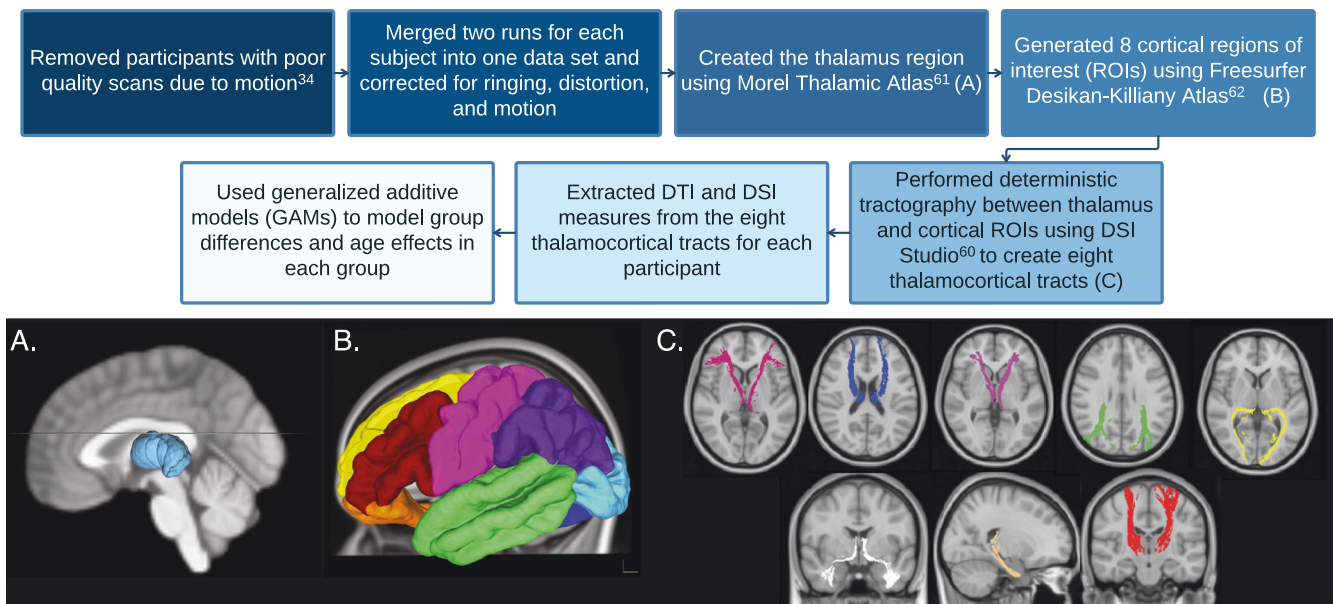 Removed participants with poor
quality scans due to motion34
Merged two runs for each
subject into one data set and
corrected for ringing, distortion,
and motion
Created the thalamus region
using Morel Thalamic Atlas61 (A)
Generated 8 cortical regions of
interest (ROIs) using Freesurfer
Desikan-Killiany Atlas62 (B)
Performed deterministic
tractography between thalamus
and cortical ROIs using DSI
Studio60 to create eight
thalamocortical tracts (C)
Extracted DTI and DSI
measures from the eight
thalamocortical tracts for each
participant
Used generalized additive
models (GAMs) to model group
differences and age effects in
each group
A.
B.
C.